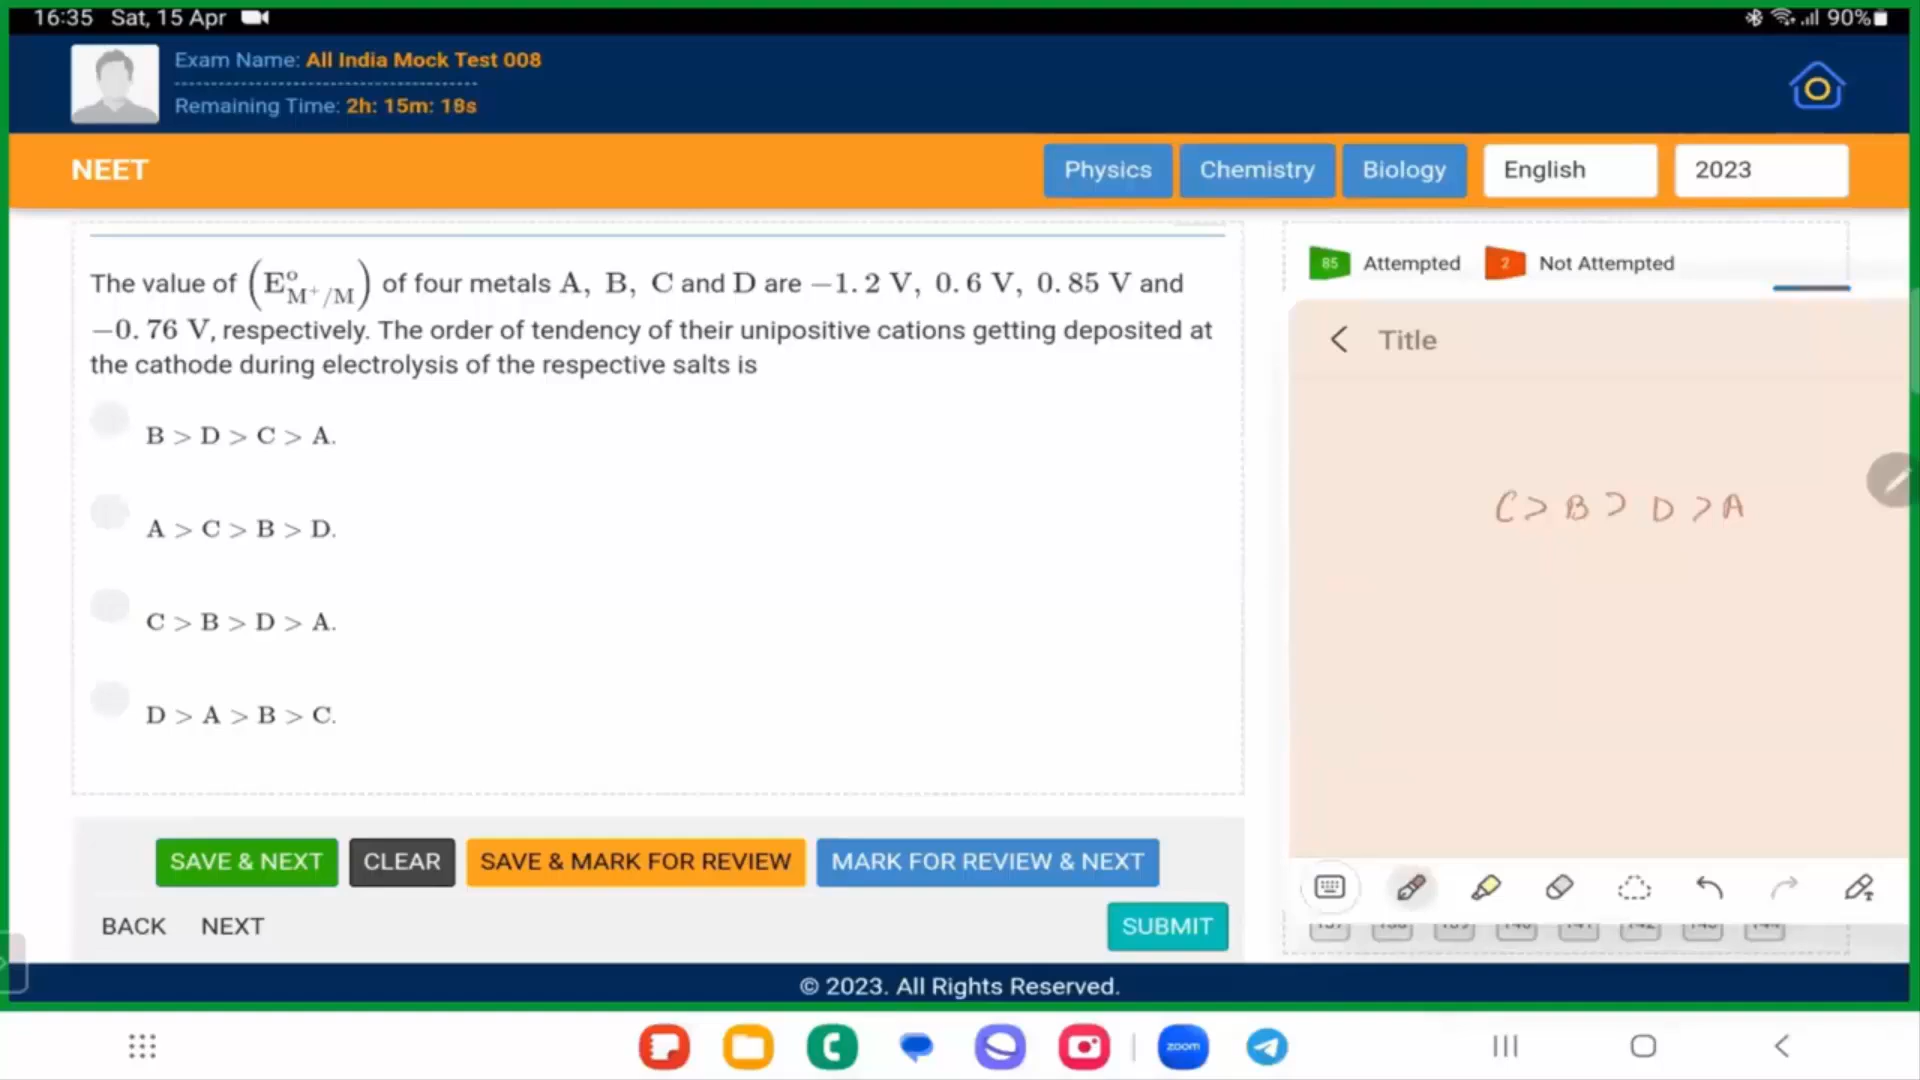 16:35 Sat, 15 Apr 90%
Exam Name: All India Mock Test 008
Remaining Time: 2h: 15m: 18s
NEET Physics Chemistry Biology English 2023
85 Attempted 2 Not Attempted
The value of (E°M⁺/M) of four metals A, B, C and D are −1.2 V, 0.6 V, 0.85 V and
−0.76 V, respectively. The order of tendency of their unipositive cations getting deposited at
the cathode during electrolysis of the respective salts is
B > D > C > A.
A > C > B > D.
C > B > D > A.
D > A > B > C.
Title
C > B > D > A
SAVE & NEXT CLEAR SAVE & MARK FOR REVIEW MARK FOR REVIEW & NEXT
BACK NEXT SUBMIT
© 2023. All Rights Reserved.
zoom